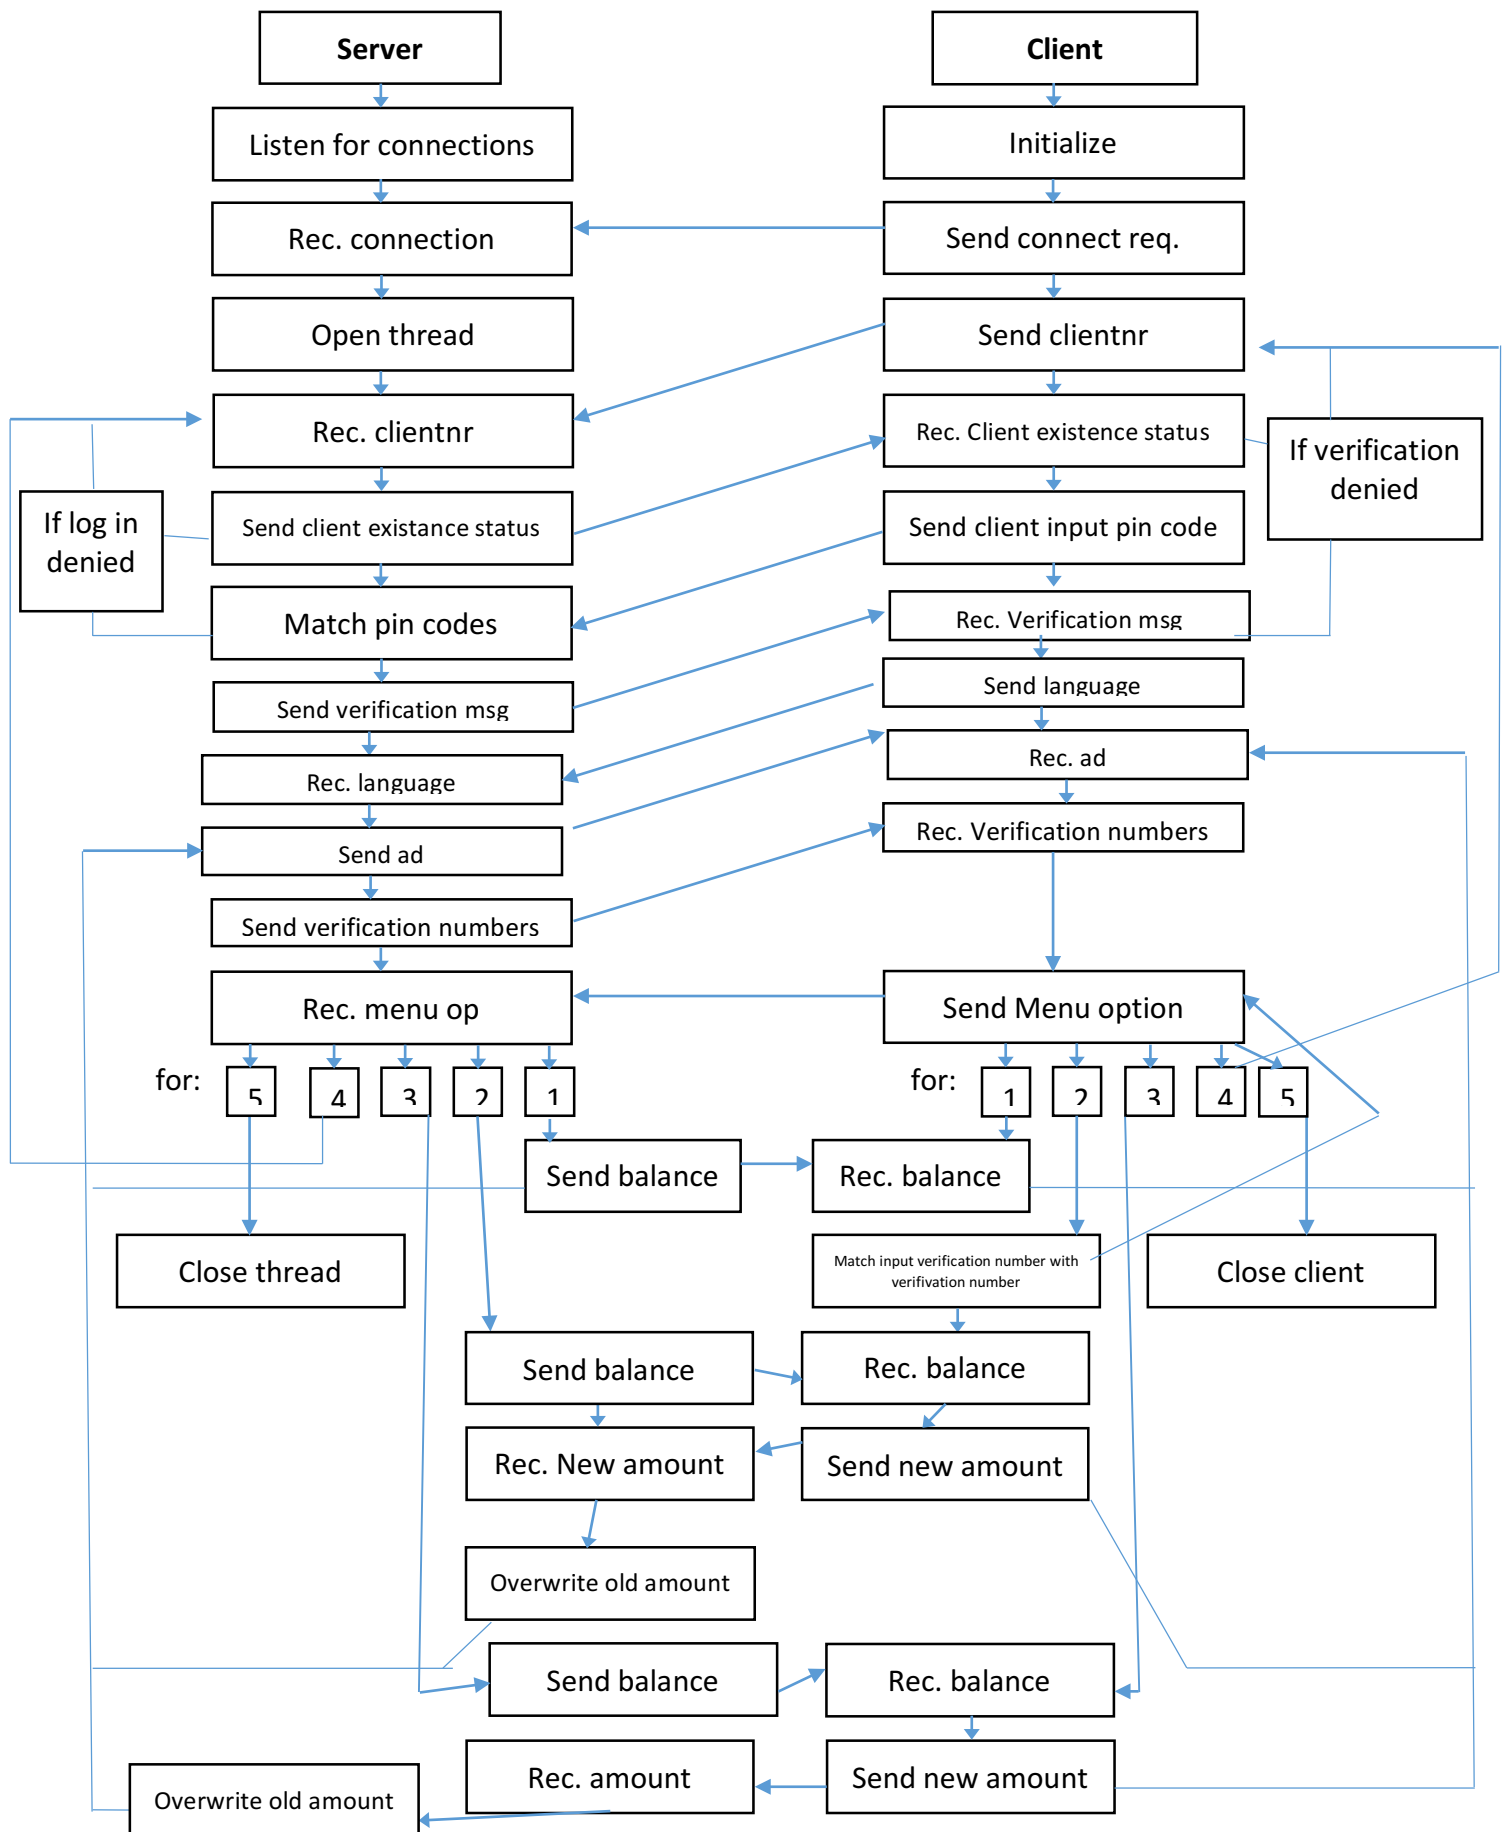 Server
Client
Listen for connections
Initialize
Rec. connection
Send connect req.
Open thread
Send clientnr
Rec. clientnr
Rec. Client existence status
If verification
denied
If log in
denied
Send client existance status
Send client input pin code
Match pin codes
Rec. Verification msg
Send verification msg
Send language
Rec. language
Rec. ad
Send ad
Rec. Verification numbers
Send verification numbers
Rec. menu op
Send Menu option
for:
5
4
3
2
1
for:
1
2
3
4
5
Send balance
Rec. balance
Close thread
Match input verification number with
verifivation number
Close client
Send balance
Rec. balance
Rec. New amount
Send new amount
Overwrite old amount
Send balance
Rec. balance
Rec. amount
Send new amount
Overwrite old amount